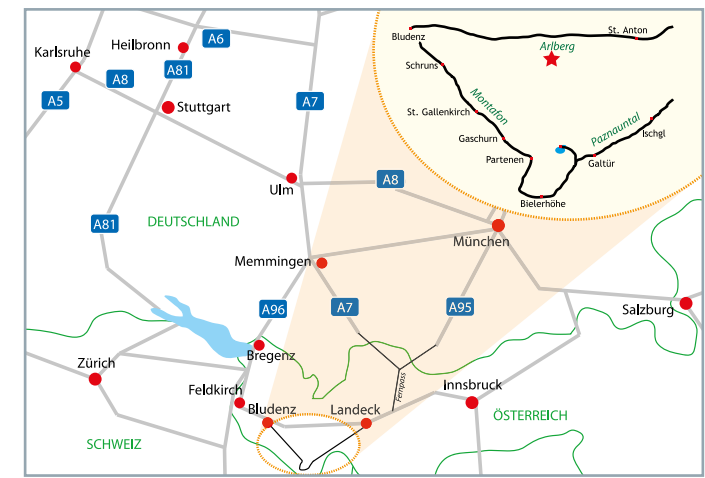 Karlsruhe
Heilbronn
A6
A81
A8
A5
Stuttgart
A7
Ulm
A8
A81
DEUTSCHLAND
München
Memmingen
A96
A7
A95
Salzburg
Bregenz
Zürich
Feldkirch
Bludenz
Landeck
Fernpass
Innsbruck
ÖSTERREICH
SCHWEIZ
Bludenz
St. Anton
Arlberg
Schruns
Montafon
St. Gallenkirch
Gaschurn
Partenen
Paznauntal
Ischgl
Galtür
Bielerhöhe